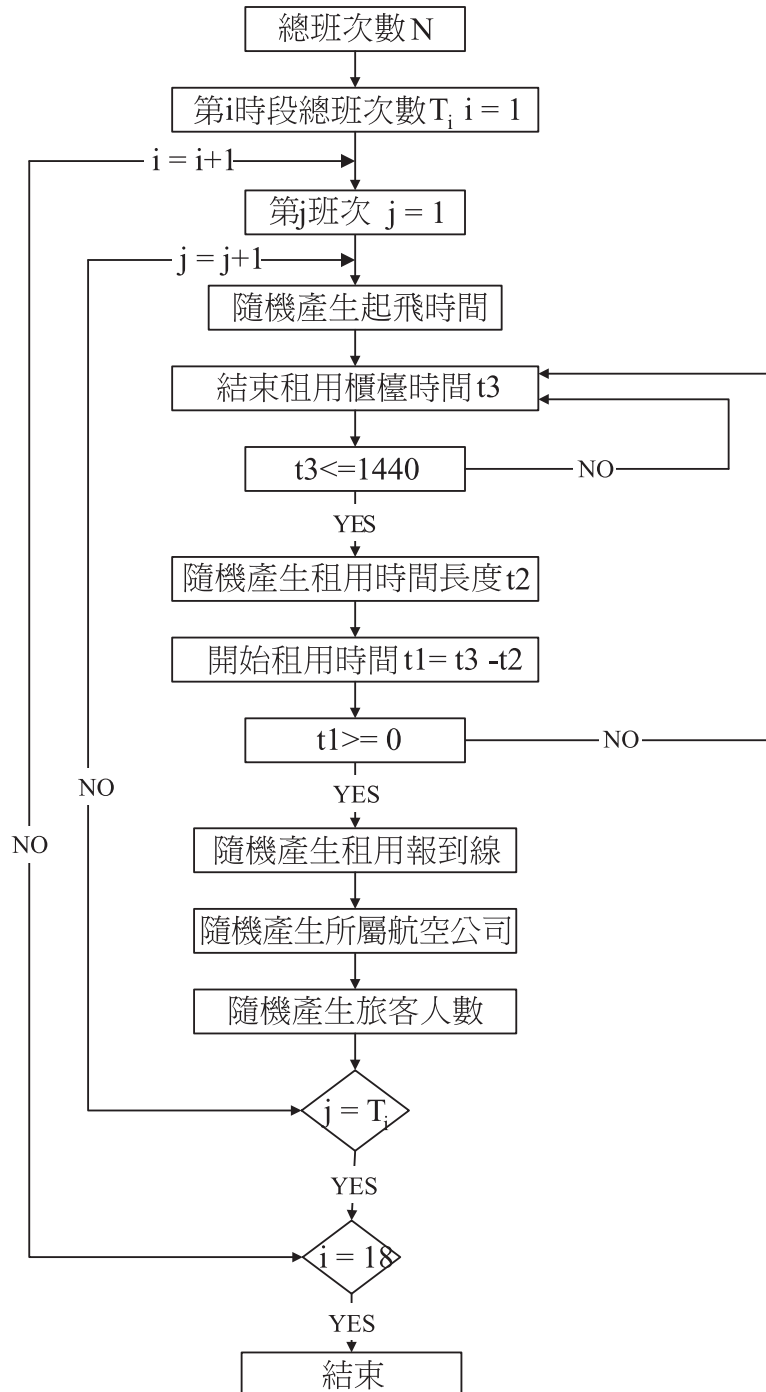 總班次數N
第i時段總班次數Ti i = 1
i = i+1
第j班次 j = 1
j = j+1
隨機產生起飛時間
結束租用櫃檯時間t3
t3<=1440
NO
YES
隨機產生租用時間長度t2
開始租用時間t1= t3 -t2
t1>= 0
NO
NO
YES
NO
隨機產生租用報到線
隨機產生所屬航空公司
隨機產生旅客人數
j = Ti
YES
i = 18
YES
結束